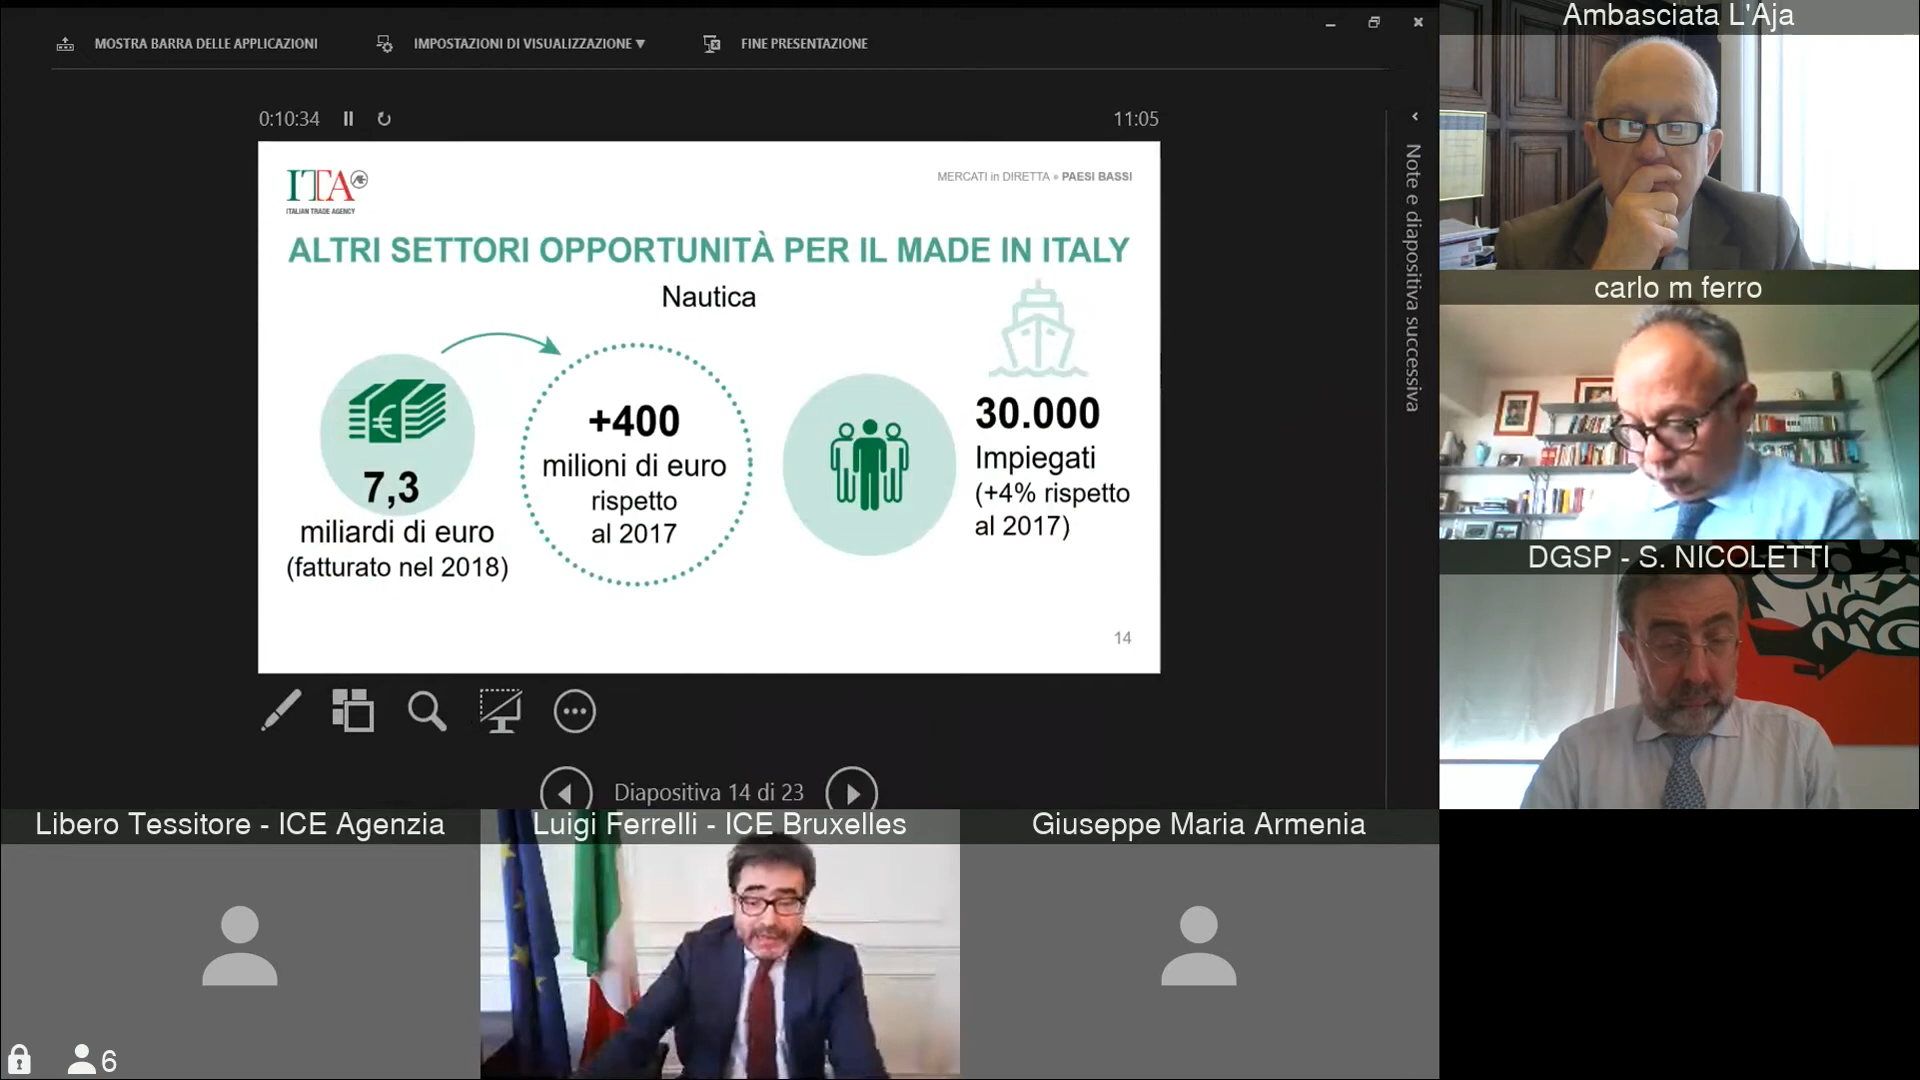 MOSTRA BARRA DELLE APPLICAZIONI
IMPOSTAZIONI DI VISUALIZZAZIONE ▼
FINE PRESENTAZIONE
0:10:34
11:05
ITA
ITALIAN TRADE AGENCY
MERCATI in DIRETTA • PAESI BASSI
ALTRI SETTORI OPPORTUNITÀ PER IL MADE IN ITALY
Nautica
7,3
miliardi di euro
(fatturato nel 2018)
+400
milioni di euro
rispetto
al 2017
30.000
Impiegati
(+4% rispetto
al 2017)
14
Diapositiva 14 di 23
Note e diapositiva successiva
Ambasciata L'Aja
carlo m ferro
DGSP - S. NICOLETTI
Libero Tessitore - ICE Agenzia
Luigi Ferrelli - ICE Bruxelles
Giuseppe Maria Armenia
6